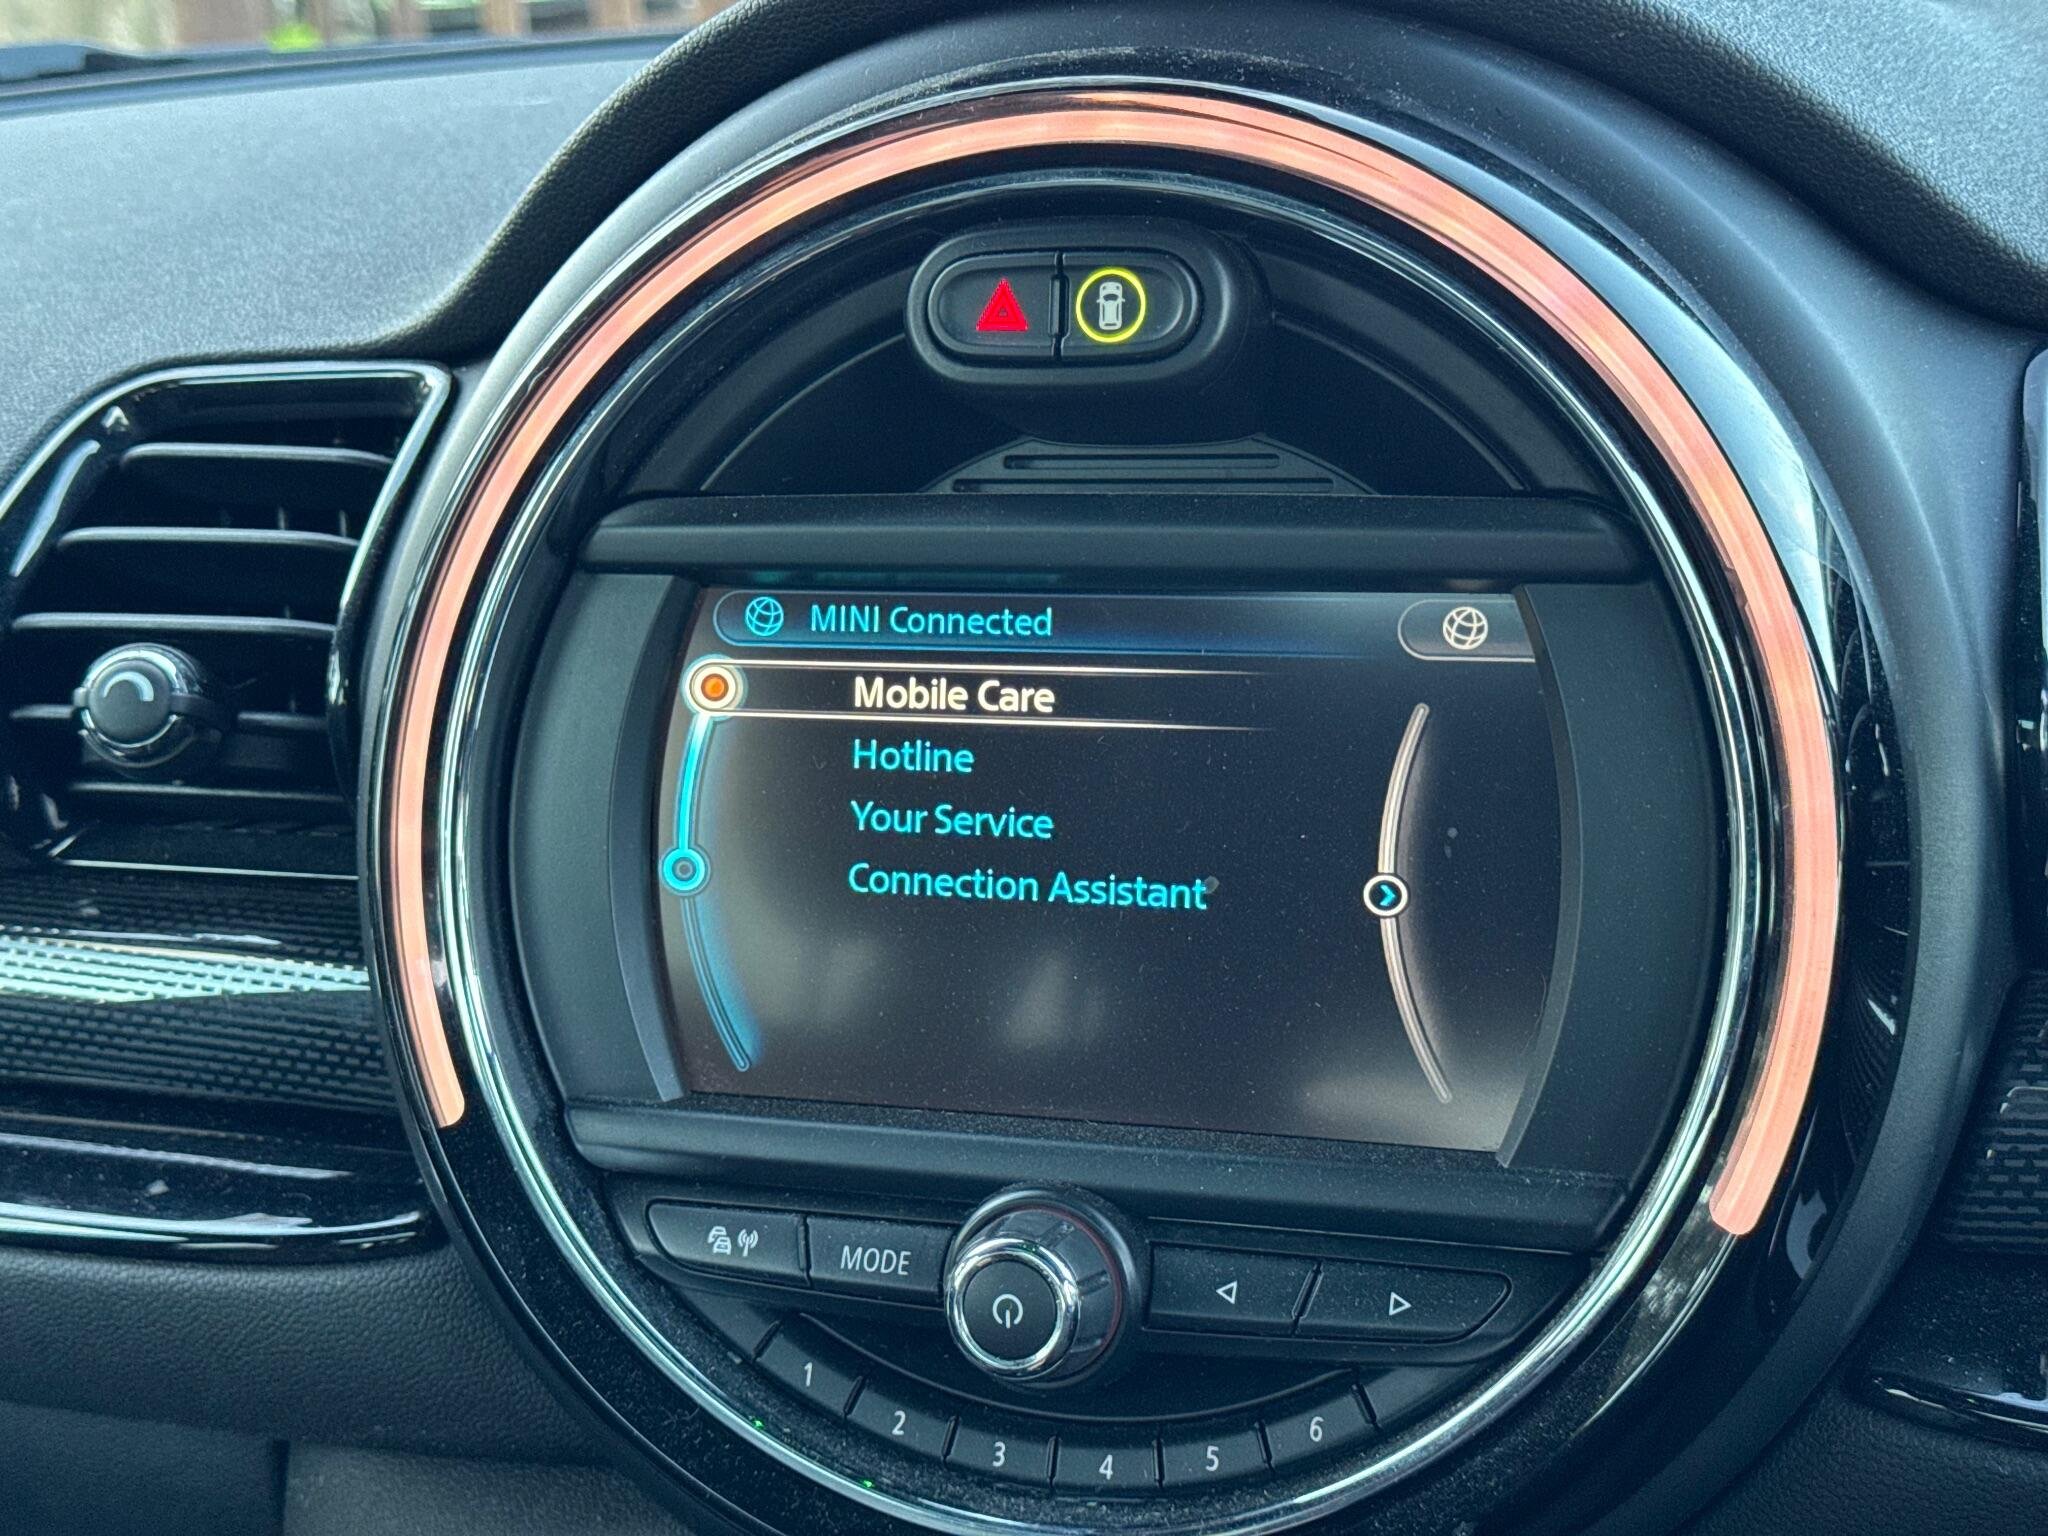 MINI Connected
Mobile Care
Hotline
Your Service
Connection Assistant
MODE
1
2
3
4
5
6